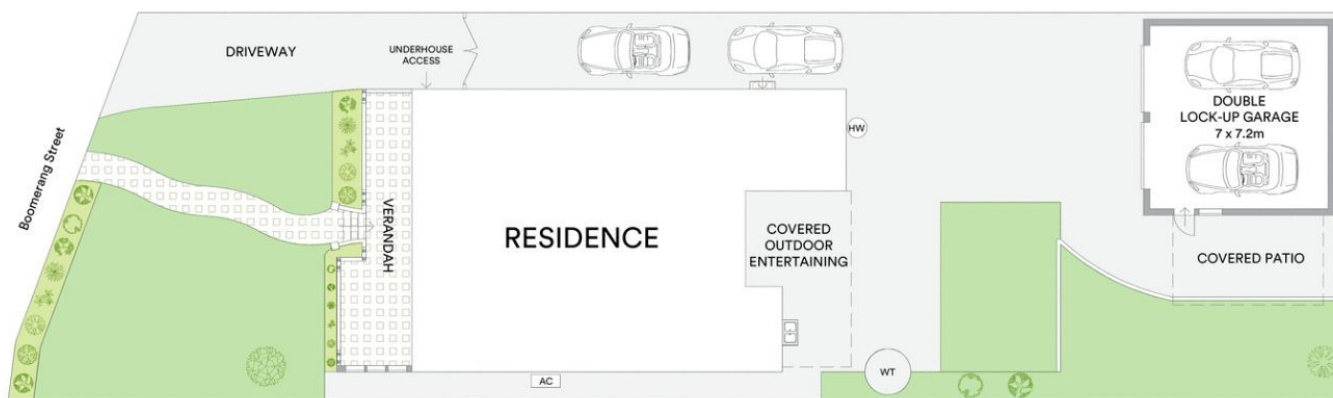 DRIVEWAY
UNDERHOUSE
ACCESS
DOUBLE
LOCK-UP GARAGE
7 x 7.2m
HW
Boomerang Street
VERANDAH
RESIDENCE
COVERED
OUTDOOR
ENTERTAINING
COVERED PATIO
WT
AC